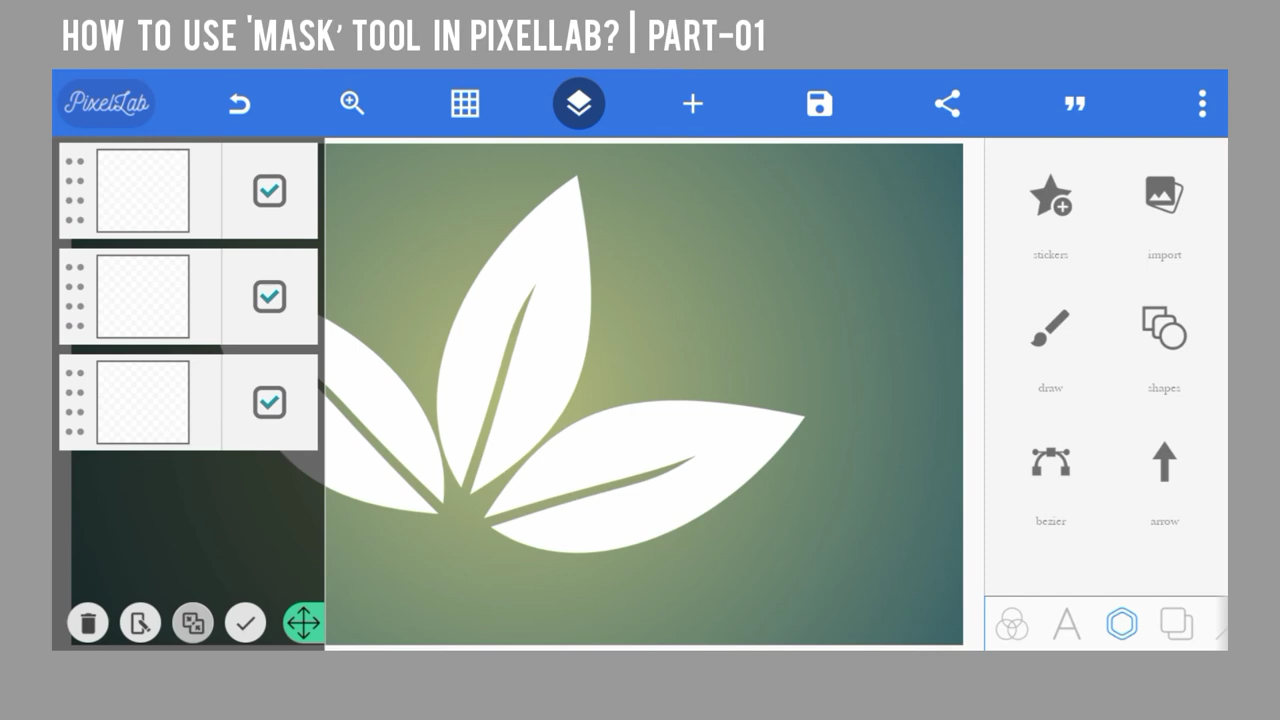 HOW TO USE 'MASK' TOOL IN PIXELLAB? | PART-01
PixelLab
stickers import
draw shapes
bezier arrow